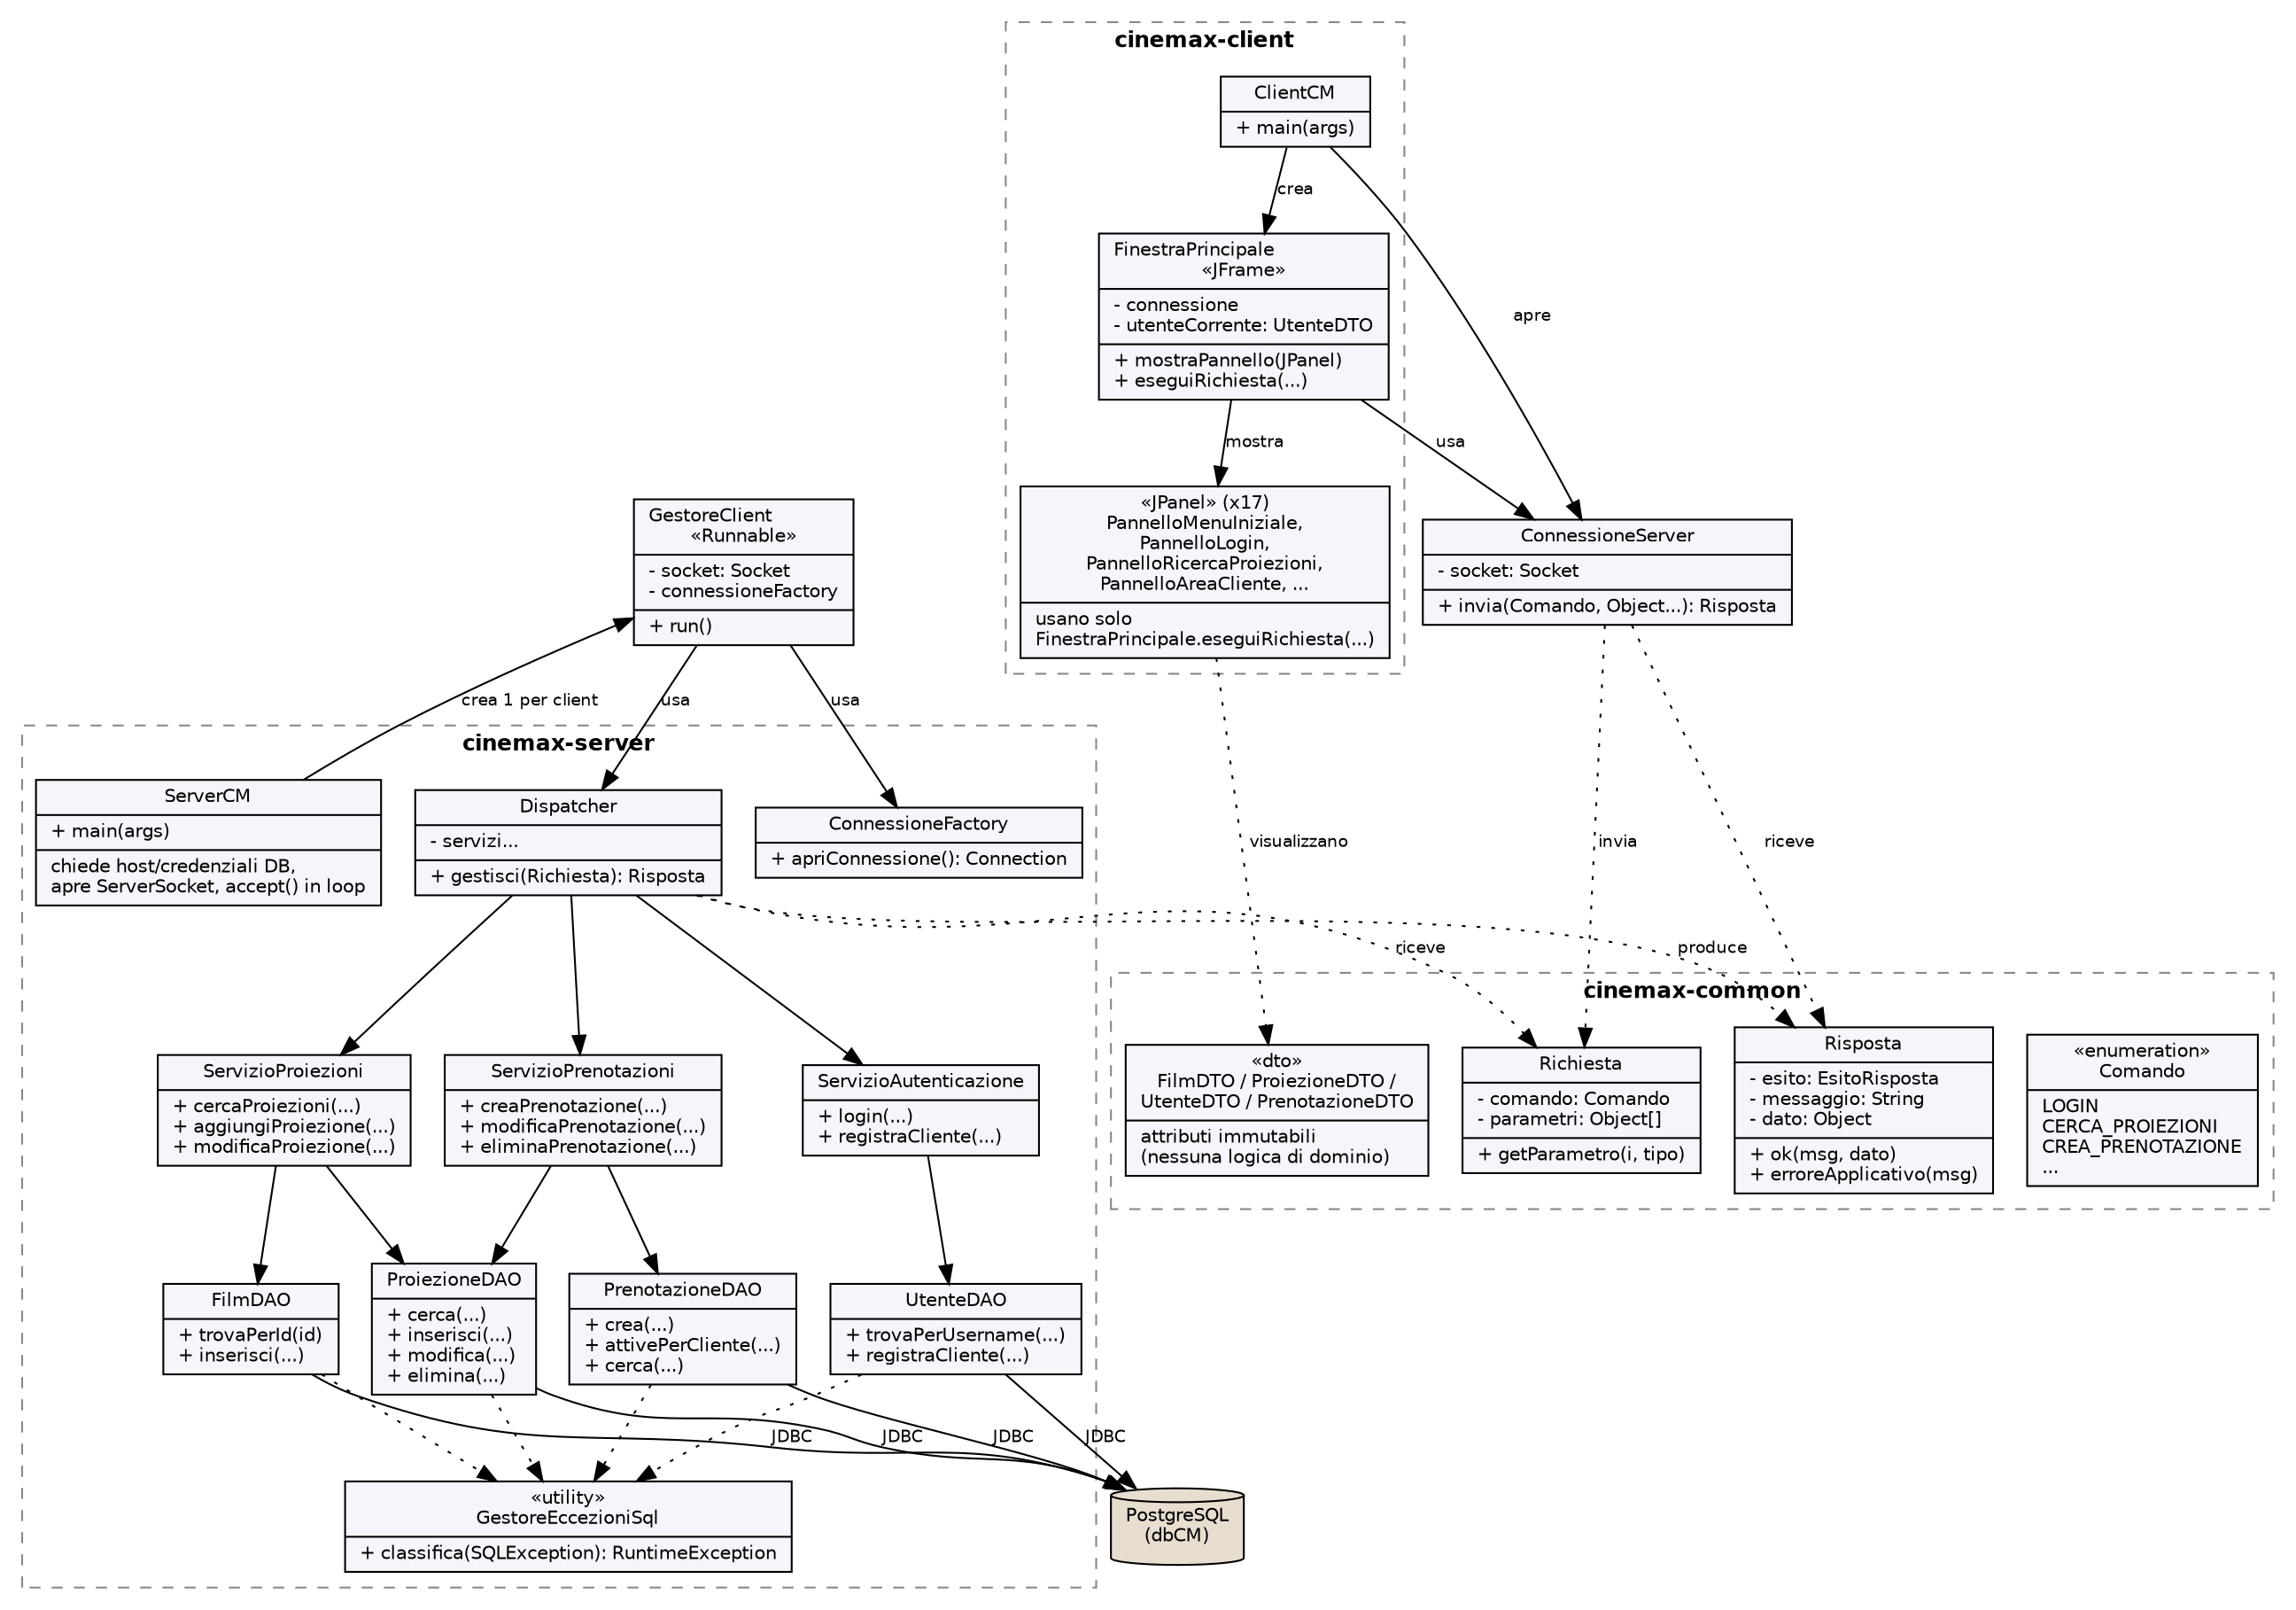 cinemax-client
ClientCM
+ main(args)
crea
apre
FinestraPrincipale
«JFrame»
- connessione
- utenteCorrente: UtenteDTO
+ mostraPannello(JPanel)
+ eseguiRichiesta(...)
mostra
usa
«JPanel» (x17)
PannelloMenuIniziale,
PannelloLogin,
PannelloRicercaProiezioni,
PannelloAreaCliente, ...
usano solo
FinestraPrincipale.eseguiRichiesta(...)
ConnessioneServer
- socket: Socket
+ invia(Comando, Object...): Risposta
GestoreClient
«Runnable»
- socket: Socket
- connessioneFactory
+ run()
crea 1 per client
usa
usa
cinemax-server
ServerCM
+ main(args)
chiede host/credenziali DB,
apre ServerSocket, accept() in loop
Dispatcher
- servizi...
+ gestisci(Richiesta): Risposta
ConnessioneFactory
+ apriConnessione(): Connection
visualizzano
invia
riceve
riceve
produce
cinemax-common
«dto»
FilmDTO / ProiezioneDTO /
UtenteDTO / PrenotazioneDTO
attributi immutabili
(nessuna logica di dominio)
Richiesta
- comando: Comando
- parametri: Object[]
+ getParametro(i, tipo)
Risposta
- esito: EsitoRisposta
- messaggio: String
- dato: Object
+ ok(msg, dato)
+ erroreApplicativo(msg)
«enumeration»
Comando
LOGIN
CERCA_PROIEZIONI
CREA_PRENOTAZIONE
...
ServizioProiezioni
+ cercaProiezioni(...)
+ aggiungiProiezione(...)
+ modificaProiezione(...)
ServizioPrenotazioni
+ creaPrenotazione(...)
+ modificaPrenotazione(...)
+ eliminaPrenotazione(...)
ServizioAutenticazione
+ login(...)
+ registraCliente(...)
FilmDAO
+ trovaPerId(id)
+ inserisci(...)
ProiezioneDAO
+ cerca(...)
+ inserisci(...)
+ modifica(...)
+ elimina(...)
PrenotazioneDAO
+ crea(...)
+ attivePerCliente(...)
+ cerca(...)
UtenteDAO
+ trovaPerUsername(...)
+ registraCliente(...)
JDBC
JDBC
JDBC
JDBC
«utility»
GestoreEccezioniSql
+ classifica(SQLException): RuntimeException
PostgreSQL
(dbCM)